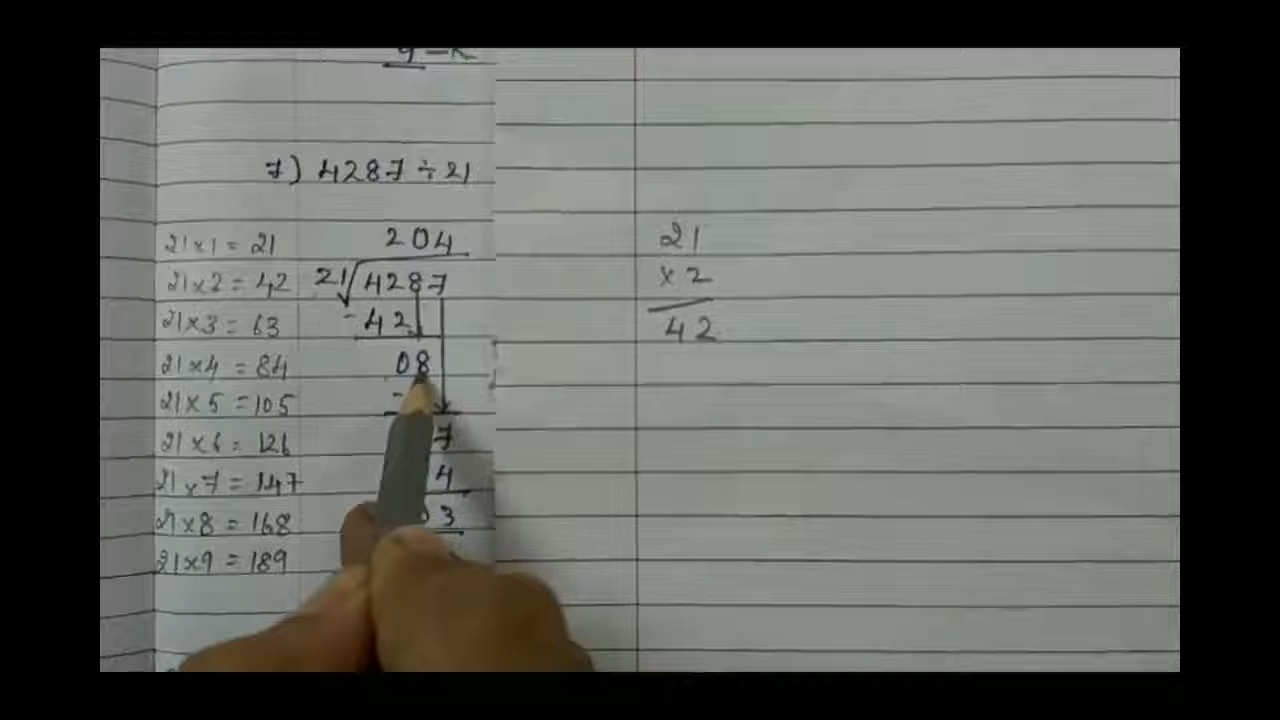 7) 4287 ÷ 21
21 x 1 = 21
21 x 2 = 42
21 x 3 = 63
21 x 4 = 84
21 x 5 = 105
21 x 6 = 126
21 x 7 = 147
21 x 8 = 168
21 x 9 = 189
204
21 4287
- 42
08
-
7
4
3
21
x 2
42